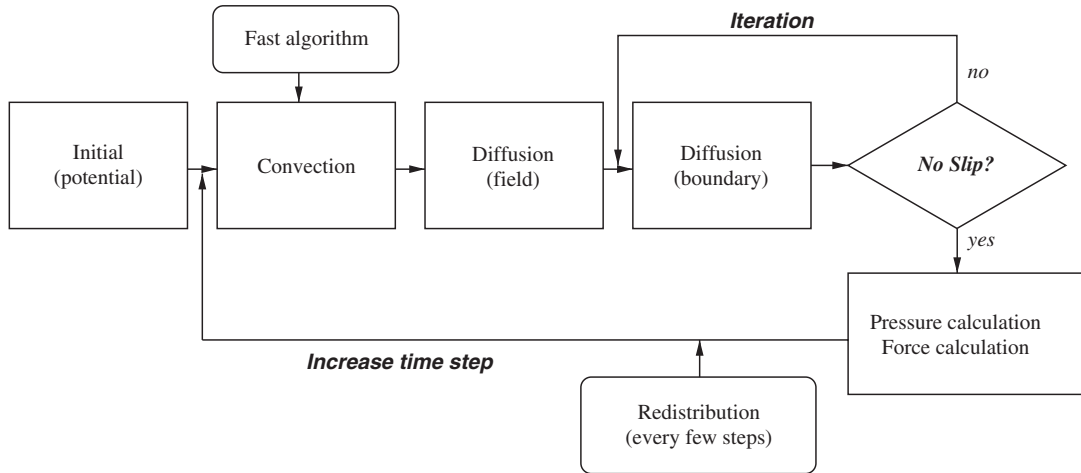 Iteration
Fast algorithm
no
Initial
(potential)
Convection
Diffusion
(field)
Diffusion
(boundary)
No Slip?
yes
Pressure calculation
Force calculation
Increase time step
Redistribution
(every few steps)